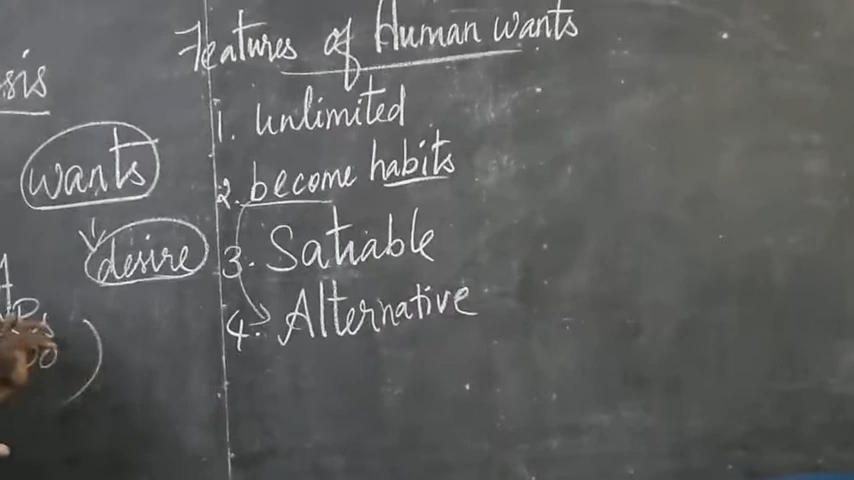 sis
wants
desire
Features of Human wants
1. unlimited
2. become habits
3. Satiable
4. Alternative